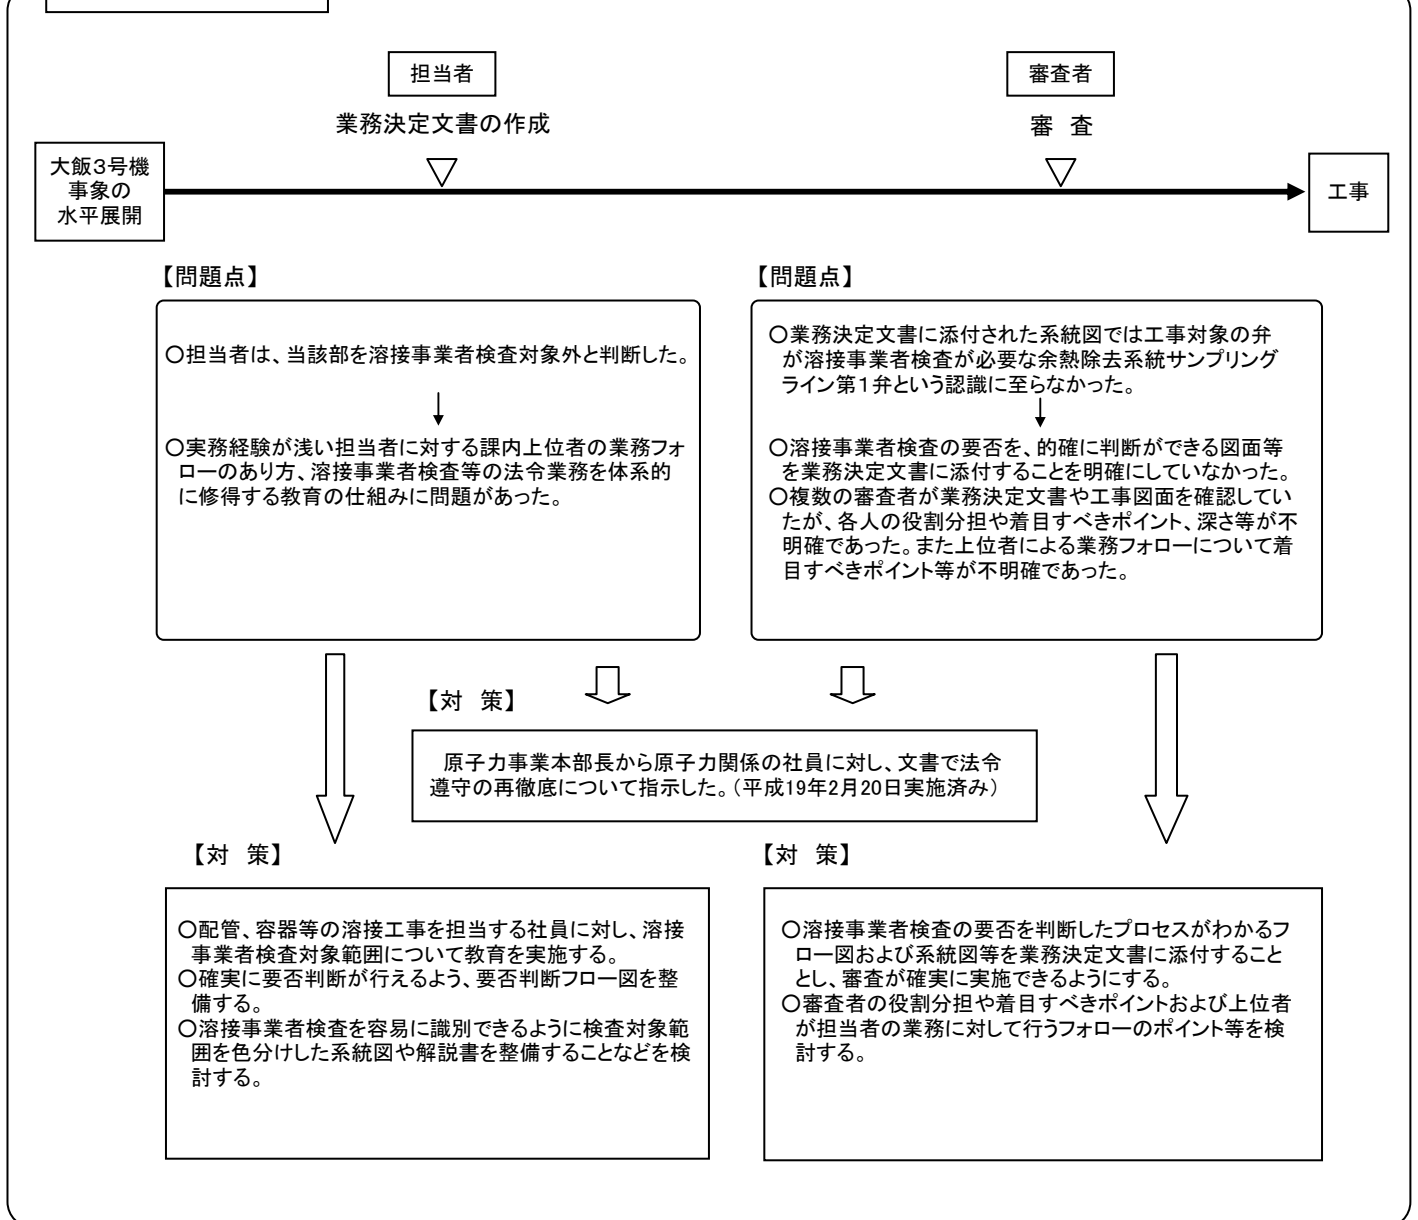 担当者
審査者
業務決定文書の作成
審　査
大飯３号機
事象の
水平展開
工事
【問題点】
〇担当者は、当該部を溶接事業者検査対象外と判断した。
〇実務経験が浅い担当者に対する課内上位者の業務フォ
ローのあり方、溶接事業者検査等の法令業務を体系的
に修得する教育の仕組みに問題があった。
【問題点】
〇業務決定文書に添付された系統図では工事対象の弁
が溶接事業者検査が必要な余熱除去系統サンプリング
ライン第１弁という認識に至らなかった。
〇溶接事業者検査の要否を、的確に判断ができる図面等
を業務決定文書に添付することを明確にしていなかった。
〇複数の審査者が業務決定文書や工事図面を確認してい
たが、各人の役割分担や着目すべきポイント、深さ等が不
明確であった。また上位者による業務フォローについて着
目すべきポイント等が不明確であった。
【対　策】
原子力事業本部長から原子力関係の社員に対し、文書で法令
遵守の再徹底について指示した。（平成19年2月20日実施済み）
【対　策】
〇配管、容器等の溶接工事を担当する社員に対し、溶接
事業者検査対象範囲について教育を実施する。
〇確実に要否判断が行えるよう、要否判断フロー図を整
備する。
〇溶接事業者検査を容易に識別できるように検査対象範
囲を色分けした系統図や解説書を整備することなどを検
討する。
【対　策】
〇溶接事業者検査の要否を判断したプロセスがわかるフ
ロー図および系統図等を業務決定文書に添付すること
とし、審査が確実に実施できるようにする。
〇審査者の役割分担や着目すべきポイントおよび上位者
が担当者の業務に対して行うフォローのポイント等を検
討する。